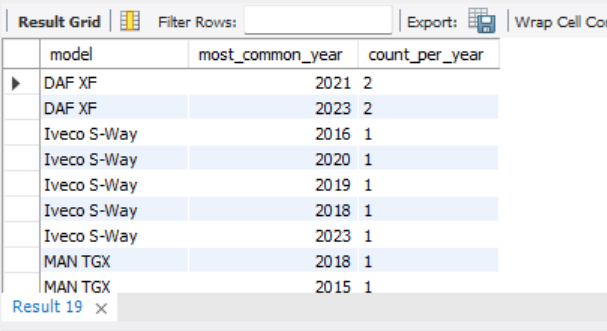 Result Grid Filter Rows: Export: Wrap Cell Co
model most_common_year count_per_year
DAF XF 2021 2
DAF XF 2023 2
Iveco S-Way 2016 1
Iveco S-Way 2020 1
Iveco S-Way 2019 1
Iveco S-Way 2018 1
Iveco S-Way 2023 1
MAN TGX 2018 1
MAN TGX 2015 1
Result 19